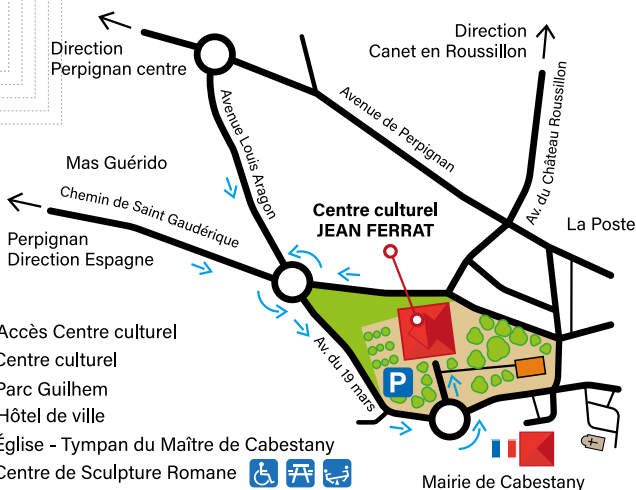 Direction
Perpignan centre
Direction
Canet en Roussillon
Avenue Louis Aragon
Avenue de Perpignan
Av. du Château Roussillon
Mas Guérido
Chemin de Saint Gaudérique
Perpignan
Direction Espagne
Centre culturel
JEAN FERRAT
La Poste
Av. du 19 mars
P
Accès Centre culturel
Centre culturel
Parc Guilhem
Hôtel de ville
Église - Tympan du Maître de Cabestany
Centre de Sculpture Romane
Mairie de Cabestany